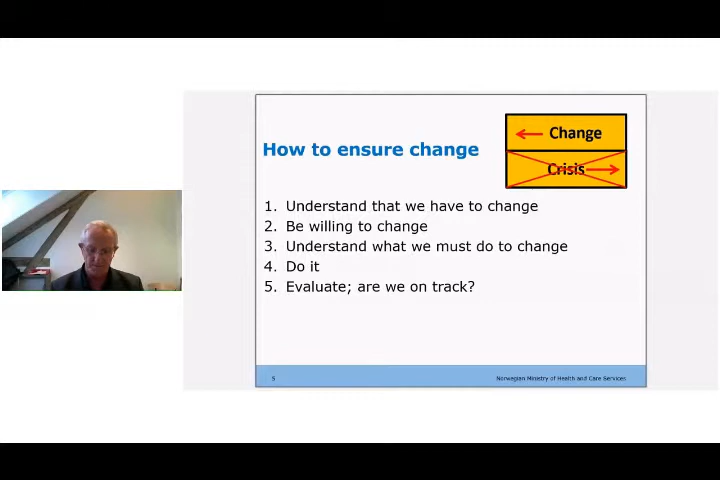 Change
How to ensure change
Crisis
1. Understand that we have to change
2. Be willing to change
3. Understand what we must do to change
4. Do it
5. Evaluate; are we on track?
5
Norwegian Ministry of Health and Care Services